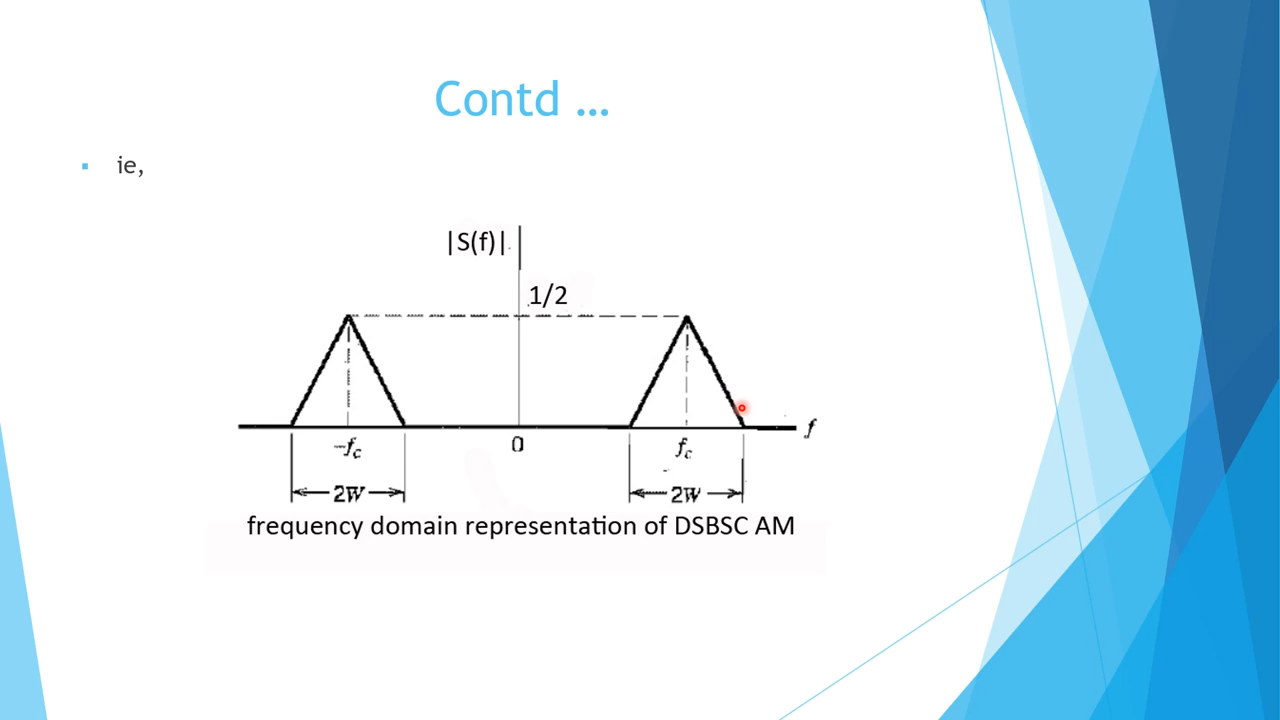 Contd ...
ie,
|S(f)|
1/2
-fc 0 fc f
2W 2W
frequency domain representation of DSBSC AM